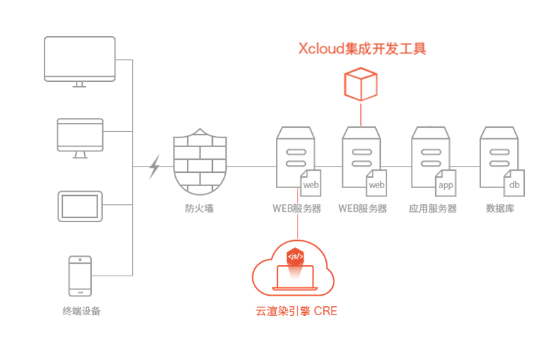 Xcloud集成开发工具
web
web
app
db
防火墙
WEB服务器
WEB服务器
应用服务器
数据库
<js/>
终端设备
云渲染引擎 CRE